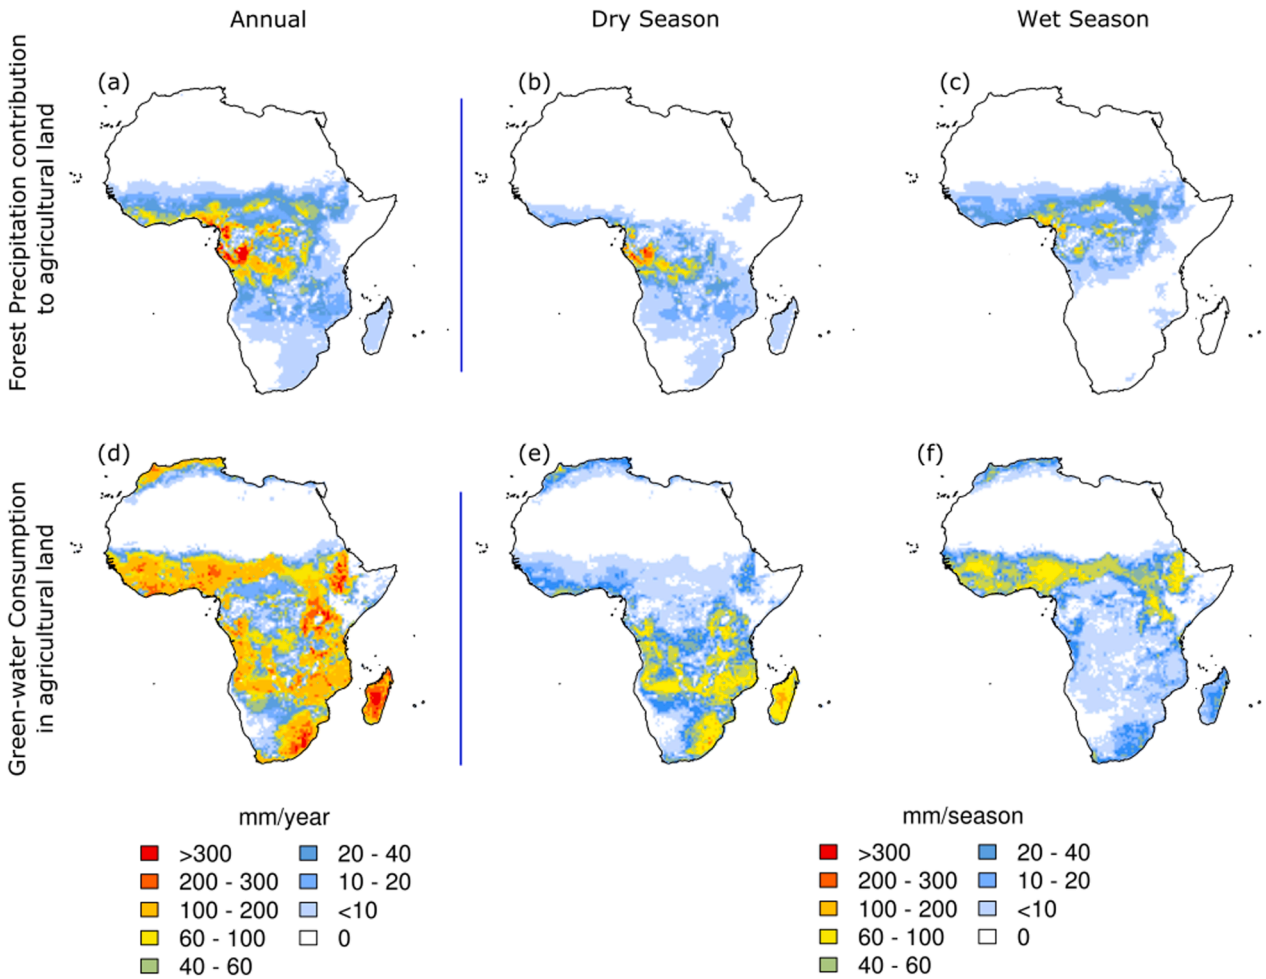 Annual
Dry Season
Wet Season
Forest Precipitation contribution
to agricultural land
(a)
(b)
(c)
Green-water Consumption
in agricultural land
(d)
(e)
(f)
mm/year
>300
200 - 300
100 - 200
60 - 100
40 - 60
20 - 40
10 - 20
<10
0
mm/season
>300
200 - 300
100 - 200
60 - 100
40 - 60
20 - 40
10 - 20
<10
0